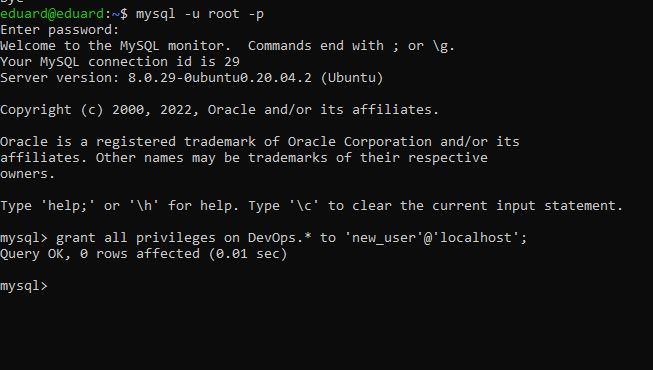 bye
eduard@eduard:~$ mysql -u root -p
Enter password:
Welcome to the MySQL monitor.  Commands end with ; or \g.
Your MySQL connection id is 29
Server version: 8.0.29-0ubuntu0.20.04.2 (Ubuntu)
Copyright (c) 2000, 2022, Oracle and/or its affiliates.
Oracle is a registered trademark of Oracle Corporation and/or its
affiliates. Other names may be trademarks of their respective
owners.
Type 'help;' or '\h' for help. Type '\c' to clear the current input statement.
mysql> grant all privileges on DevOps.* to 'new_user'@'localhost';
Query OK, 0 rows affected (0.01 sec)
mysql>